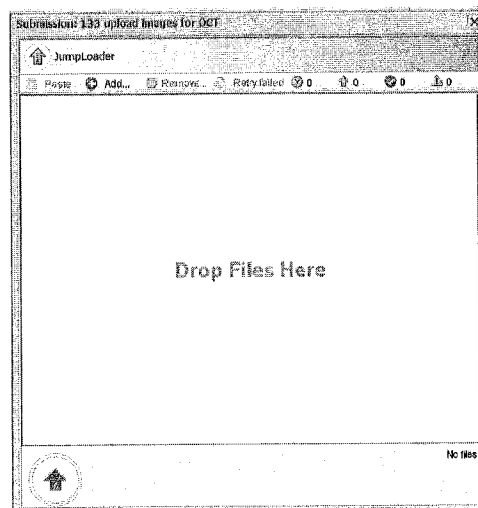 Submission: 133 upload images for OCT
JumpLoader
Paste Add... Remove... Retry failed 0 0 0 0
Drop Files Here
No files